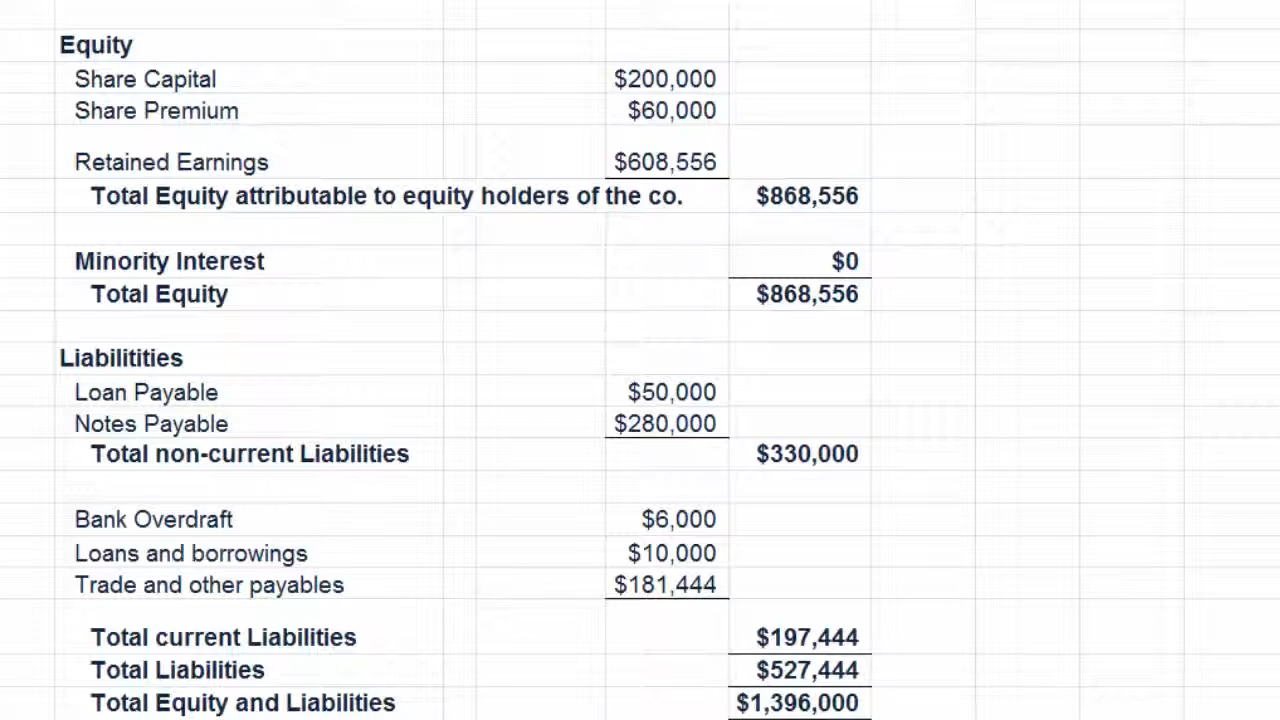 Equity
Share Capital $200,000
Share Premium $60,000
Retained Earnings $608,556
Total Equity attributable to equity holders of the co. $868,556
Minority Interest $0
Total Equity $868,556
Liabilitities
Loan Payable $50,000
Notes Payable $280,000
Total non-current Liabilities $330,000
Bank Overdraft $6,000
Loans and borrowings $10,000
Trade and other payables $181,444
Total current Liabilities $197,444
Total Liabilities $527,444
Total Equity and Liabilities $1,396,000